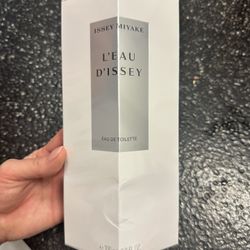 ISSEY MIYAKE
L'EAU
D'ISSEY
EAU DE TOILETTE